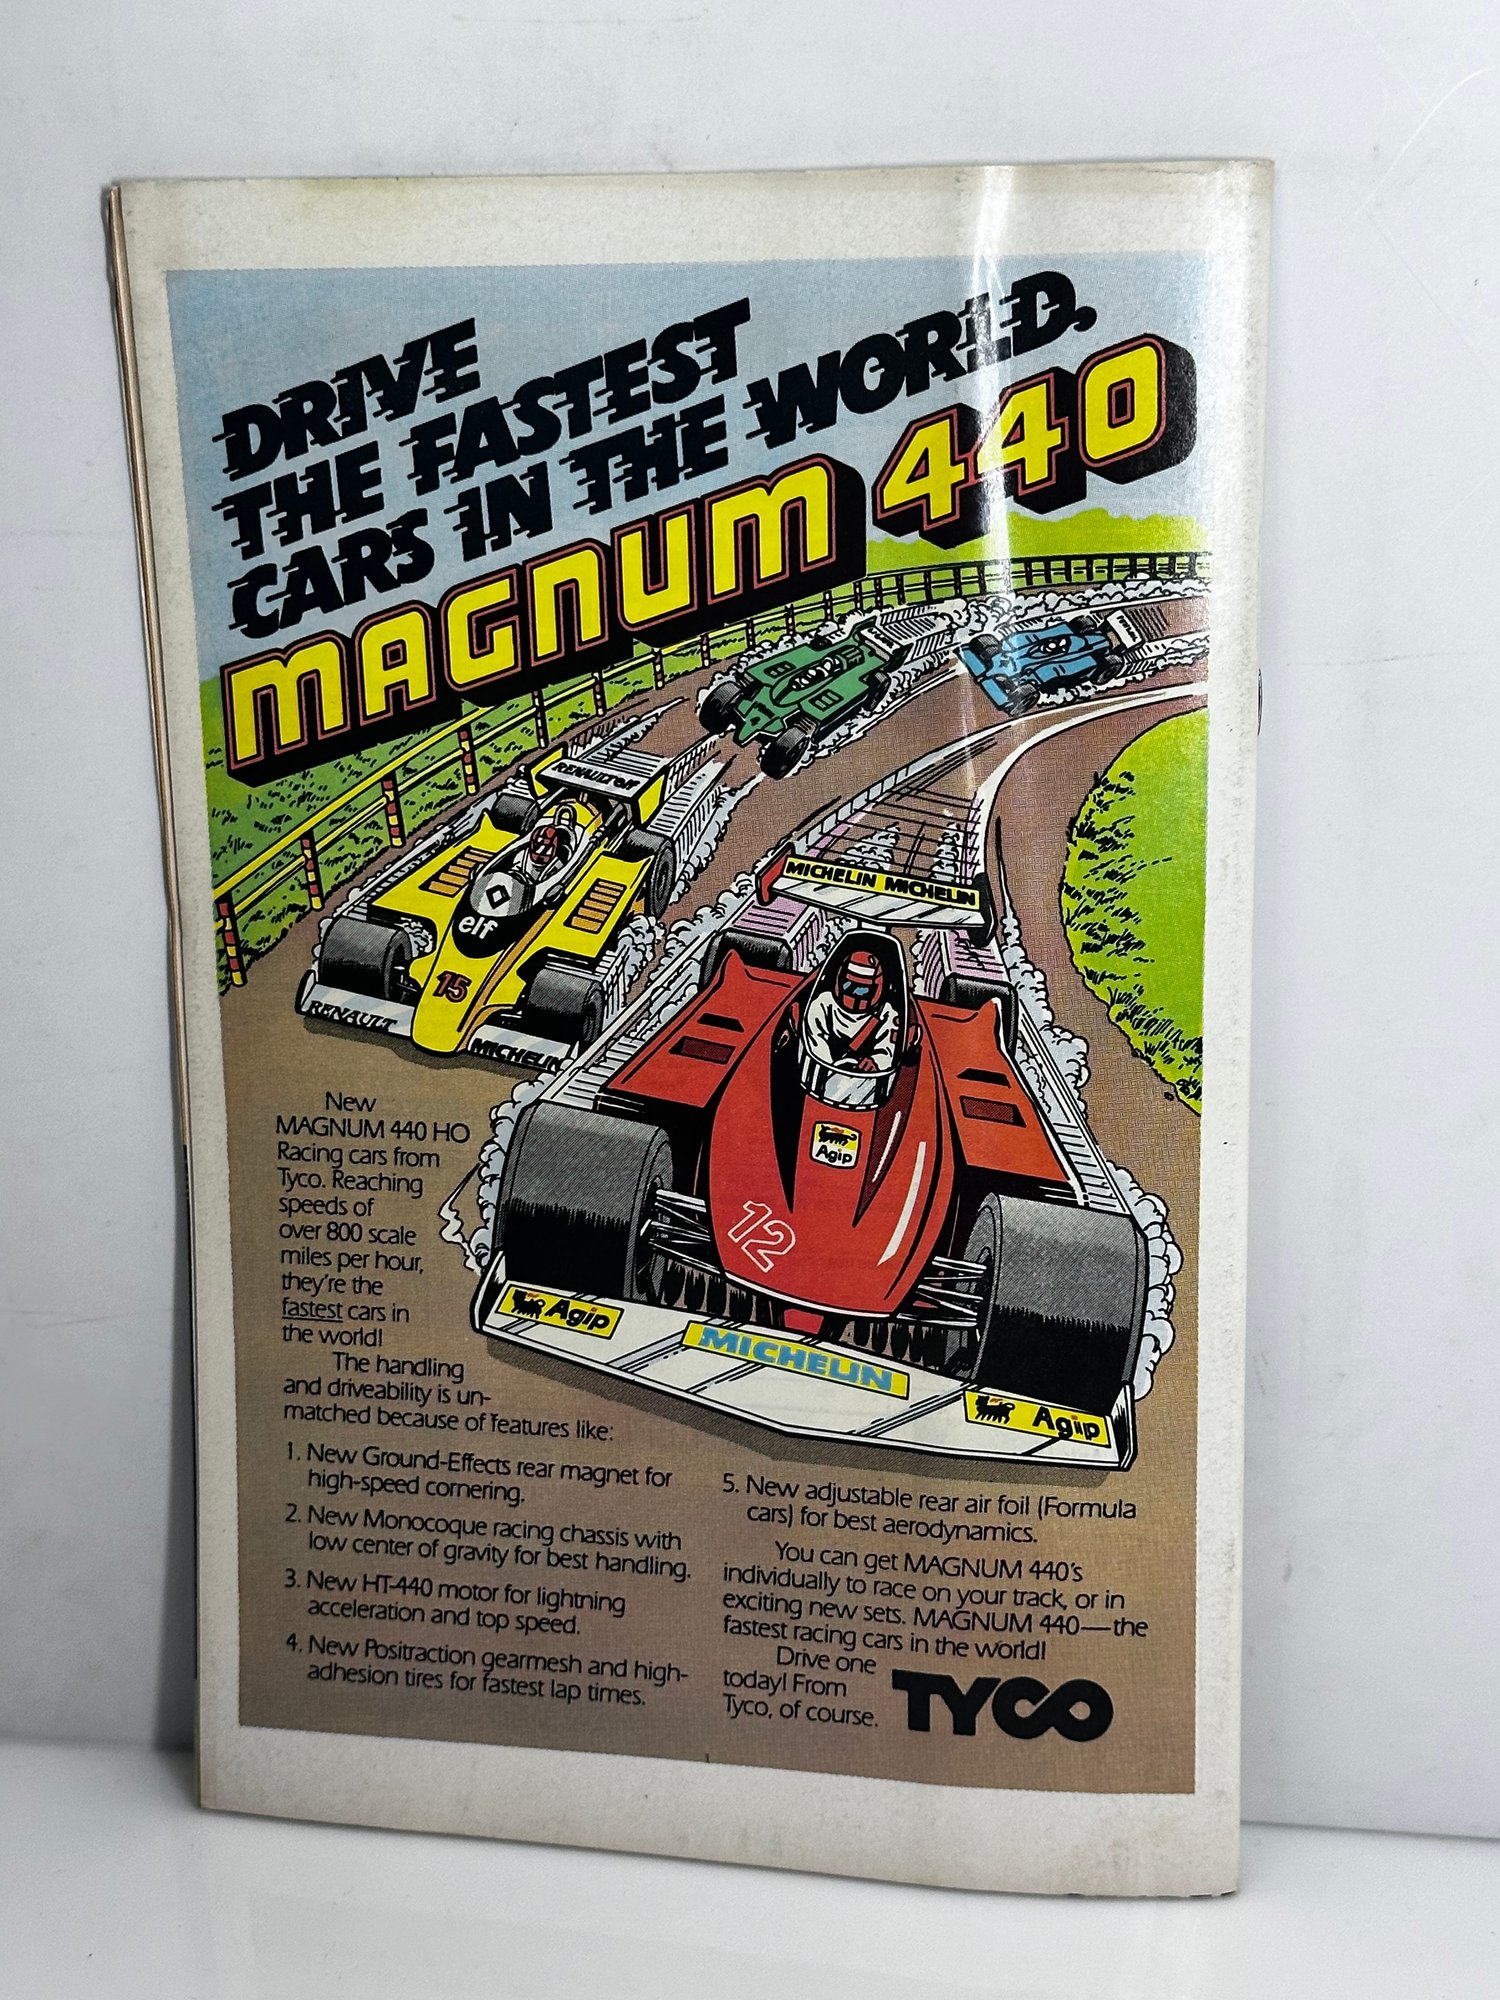 DRIVE
THE FASTEST
CARS IN THE WORLD.
MAGNUM 440
RENAULT elf
elf
15
RENAULT
MICHELIN
MICHELIN MICHELIN
Agip
12
Agip
MICHELIN
Agip
New
MAGNUM 440 HO
Racing cars from
Tyco. Reaching
speeds of
over 800 scale
miles per hour,
they're the
fastest cars in
the world!
The handling
and driveability is un-
matched because of features like:
1. New Ground-Effects rear magnet for
high-speed cornering.
2. New Monocoque racing chassis with
low center of gravity for best handling.
3. New HT-440 motor for lightning
acceleration and top speed.
4. New Positraction gearmesh and high-
adhesion tires for fastest lap times.
5. New adjustable rear air foil (Formula
cars) for best aerodynamics.
You can get MAGNUM 440's
individually to race on your track, or in
exciting new sets. MAGNUM 440—the
fastest racing cars in the world!
Drive one
today! From
Tyco, of course.
TYCO